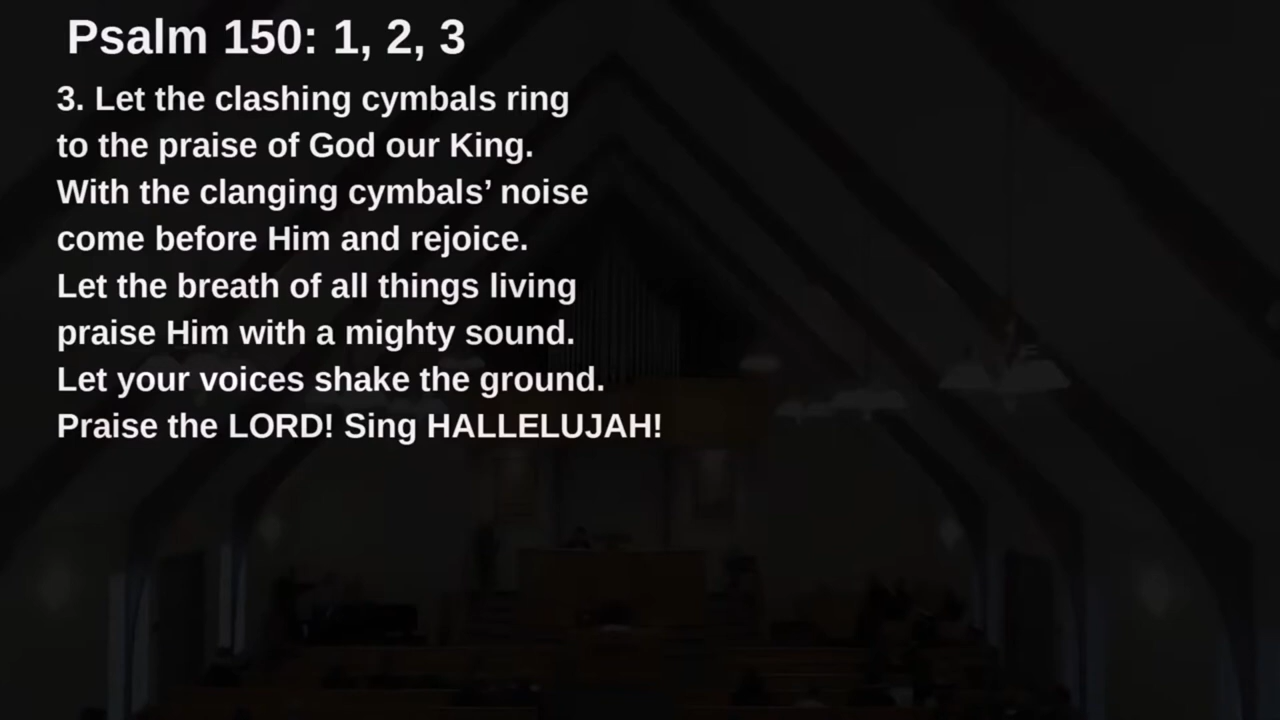 Psalm 150: 1, 2, 3
3. Let the clashing cymbals ring
to the praise of God our King.
With the clanging cymbals’ noise
come before Him and rejoice.
Let the breath of all things living
praise Him with a mighty sound.
Let your voices shake the ground.
Praise the LORD! Sing HALLELUJAH!